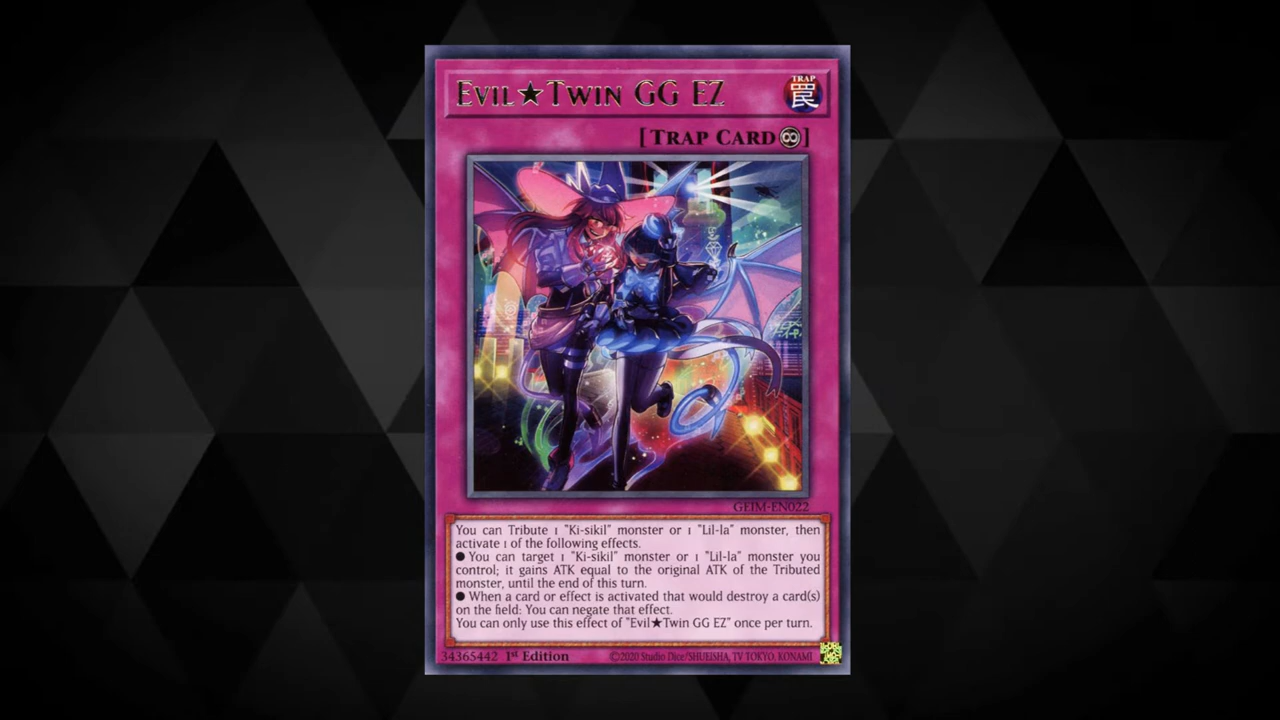 EVIL★TWIN GG EZ
TRAP
罠
[TRAP CARD♾]
GEIM-EN022
You can Tribute 1 "Ki-sikil" monster or 1 "Lil-la" monster, then
activate 1 of the following effects.
● You can target 1 "Ki-sikil" monster or 1 "Lil-la" monster you
control; it gains ATK equal to the original ATK of the Tributed
monster, until the end of this turn.
● When a card or effect is activated that would destroy a card(s)
on the field: You can negate that effect.
You can only use this effect of "Evil★Twin GG EZ" once per turn.
34365442 1st Edition ©2020 Studio Dice/SHUEISHA, TV TOKYO, KONAMI